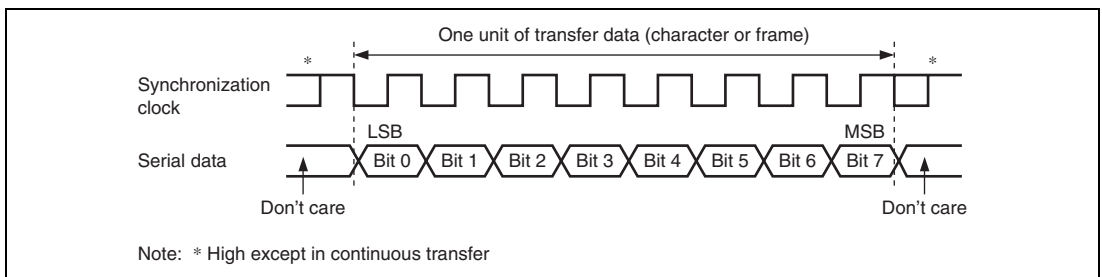 One unit of transfer data (character or frame)
* *
Synchronization
clock
LSB MSB
Serial data Bit 0 Bit 1 Bit 2 Bit 3 Bit 4 Bit 5 Bit 6 Bit 7
Don't care Don't care
Note: * High except in continuous transfer